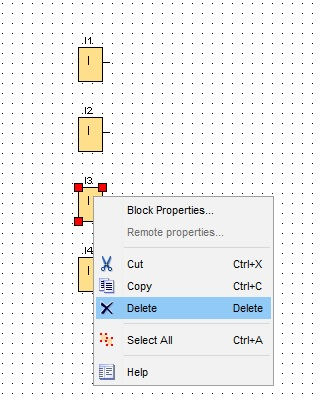 I1
I
I2
I
I3
I
Block Properties...
Remote properties...
I4
I
Cut Ctrl+X
Copy Ctrl+C
Delete Delete
Select All Ctrl+A
Help